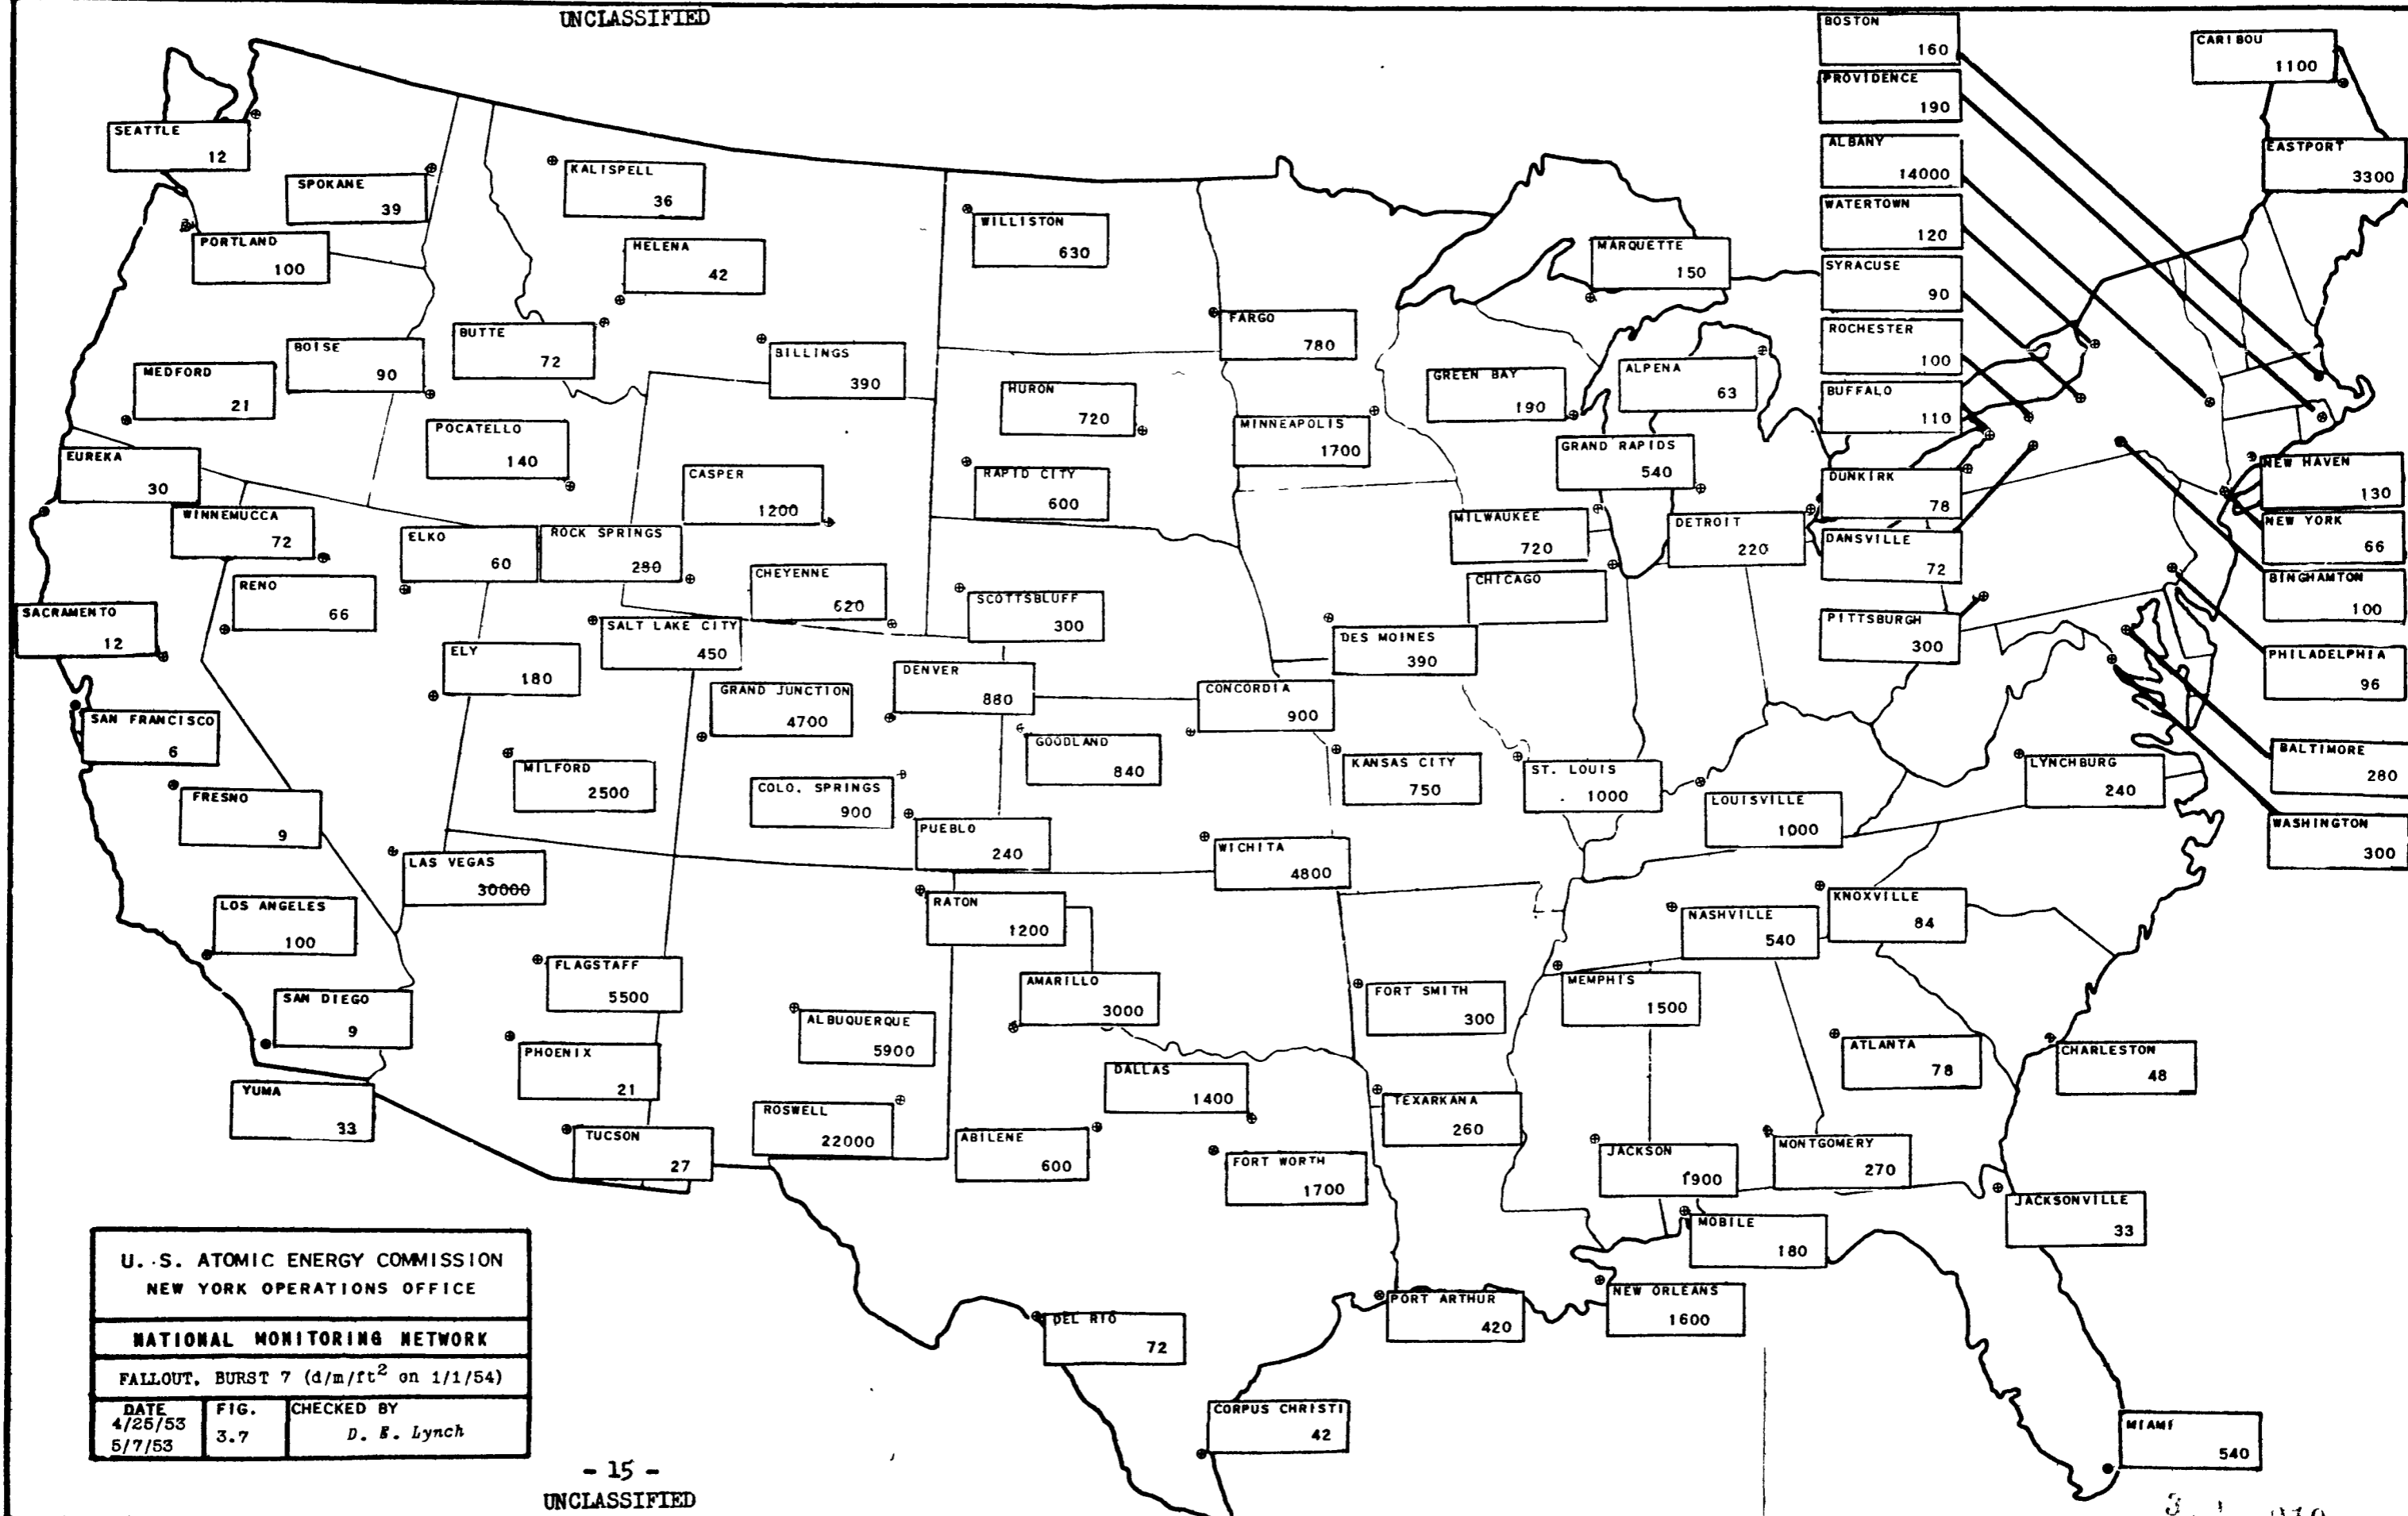 UNCLASSIFIED
BOSTON
160
PROVIDENCE
190
ALBANY
14000
WATERTOWN
120
SYRACUSE
90
ROCHESTER
100
BUFFALO
110
DUNKIRK
78
DANSVILLE
72
PITTSBURGH
300
CARIBOU
1100
EASTPORT
3300
SEATTLE
12
SPOKANE
39
KALISPELL
36
PORTLAND
100
HELENA
42
WILLISTON
630
MARQUETTE
150
BUTTE
72
BOISE
90
BILLINGS
390
FARGO
780
MEDFORD
21
HURON
720
GREEN BAY
190
ALPENA
63
POCATELLO
140
MINNEAPOLIS
1700
GRAND RAPIDS
540
EUREKA
30
CASPER
1200
RAPID CITY
600
NEW HAVEN
130
WINNEMUCCA
72
ELKO
60
ROCK SPRINGS
280
MILWAUKEE
720
DETROIT
220
NEW YORK
66
RENO
66
CHEYENNE
620
CHICAGO
BINGHAMTON
100
SACRAMENTO
12
SCOTTSBLUFF
300
SALT LAKE CITY
450
DES MOINES
390
ELY
180
DENVER
880
PHILADELPHIA
96
GRAND JUNCTION
4700
CONCORDIA
900
SAN FRANCISCO
6
GOODLAND
840
BALTIMORE
280
MILFORD
2500
KANSAS CITY
750
ST. LOUIS
1000
LYNCHBURG
240
COLO. SPRINGS
900
FRESNO
9
LOUISVILLE
1000
PUEBLO
240
WASHINGTON
300
LAS VEGAS
30000
WICHITA
4800
LOS ANGELES
100
RATON
1200
KNOXVILLE
84
NASHVILLE
540
FLAGSTAFF
5500
AMARILLO
3000
FORT SMITH
300
MEMPHIS
1500
SAN DIEGO
9
ALBUQUERQUE
5900
PHOENIX
21
ATLANTA
78
CHARLESTON
48
DALLAS
1400
YUMA
33
ROSWELL
22000
TEXARKANA
260
TUCSON
27
ABILENE
600
FORT WORTH
1700
JACKSON
1900
MONTGOMERY
270
JACKSONVILLE
33
MOBILE
180
PORT ARTHUR
420
NEW ORLEANS
1600
DEL RIO
72
CORPUS CHRISTI
42
MIAMI
540
U. S. ATOMIC ENERGY COMMISSION
NEW YORK OPERATIONS OFFICE
NATIONAL MONITORING NETWORK
FALLOUT, BURST 7 (d/m/ft² on 1/1/54)
DATE
4/25/53
5/7/53
FIG.
3.7
CHECKED BY
D. E. Lynch
- 15 -
UNCLASSIFIED